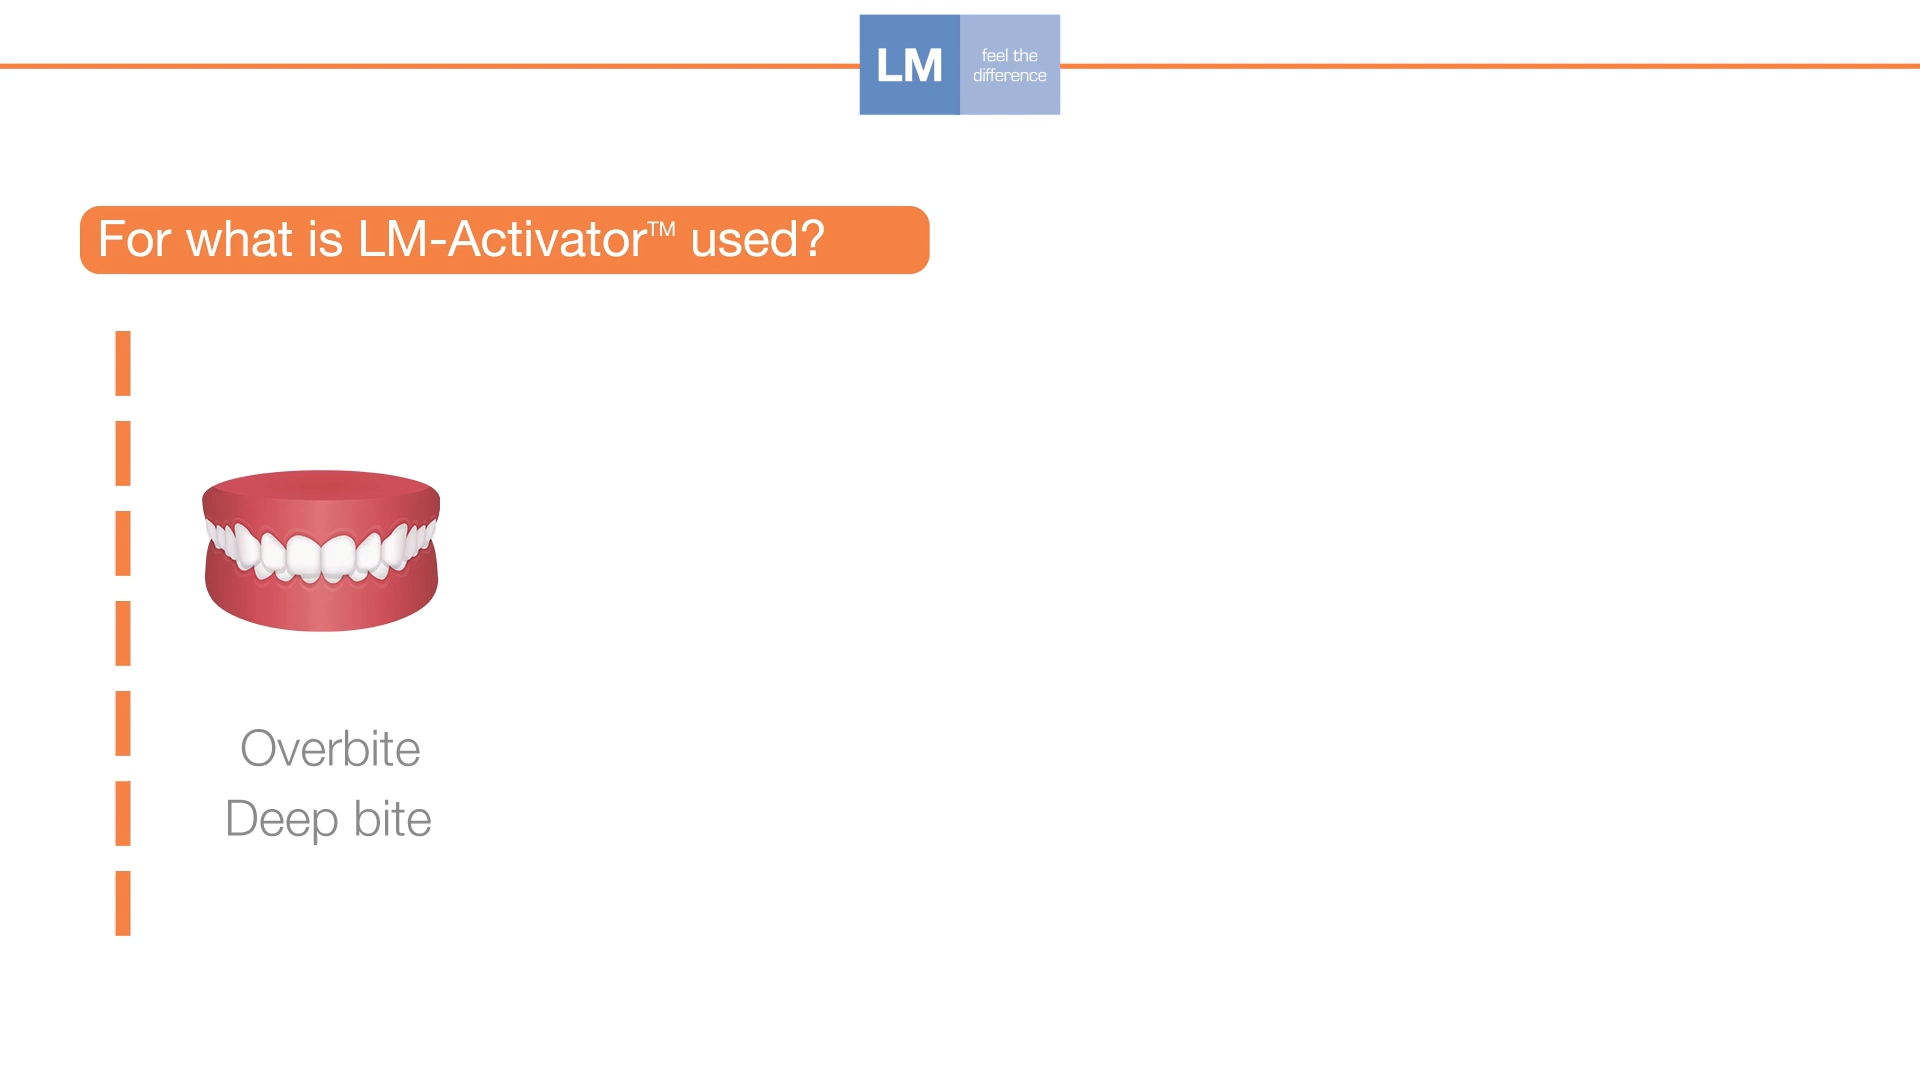 LM
feel the
difference
For what is LM-Activator™ used?
Overbite
Deep bite